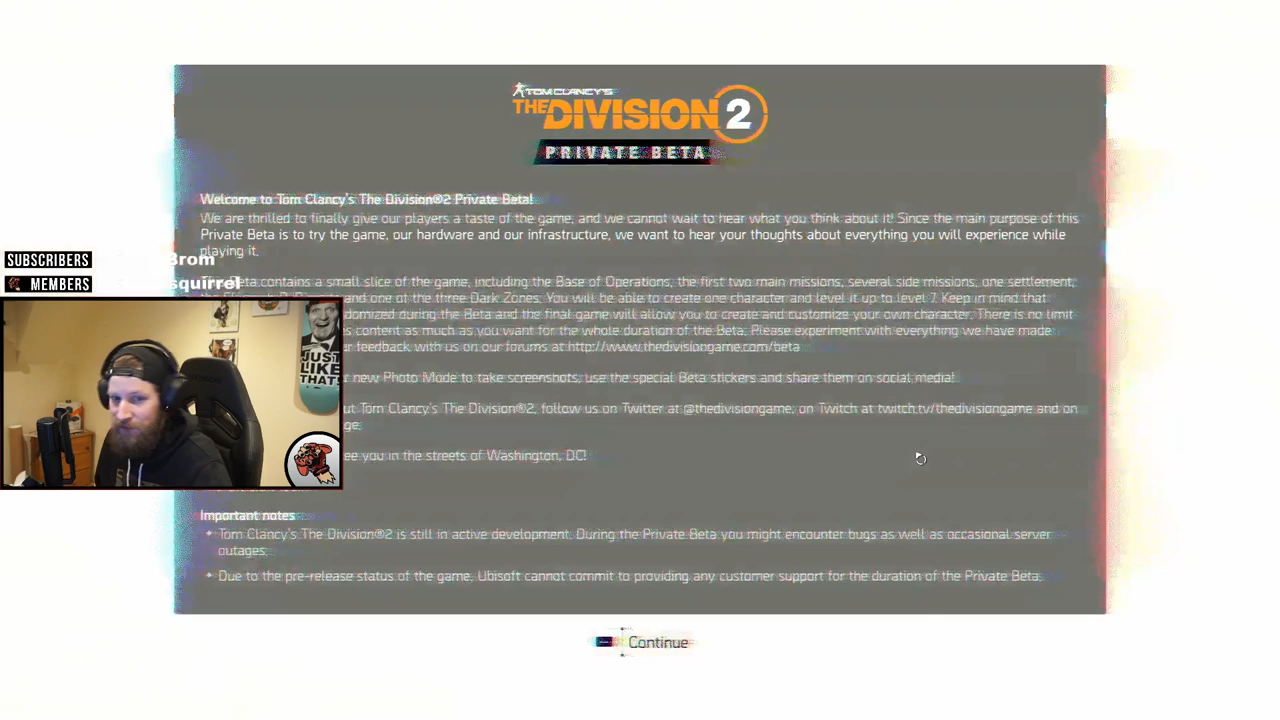 TOM CLANCY'S
THE DIVISION 2
PRIVATE BETA
Welcome to Tom Clancy's The Division®2 Private Beta!
We are thrilled to finally give our players a taste of the game, and we cannot wait to hear what you think about it! Since the main purpose of this
Private Beta is to try the game, our hardware and our infrastructure, we want to hear your thoughts about everything you will experience while
playing it.
SUBSCRIBERS Brom
MEMBERS squirrel
Beta contains a small slice of the game, including the Base of Operations, the first two main missions, several side missions, one settlement,
and one of the three Dark Zones. You will be able to create one character and level it up to level 7. Keep in mind that
domized during the Beta and the final game will allow you to create and customize your own character. There is no limit
s content as much as you want for the whole duration of the Beta. Please experiment with everything we have made
r feedback with us on our forums at http://www.thedivisiongame.com/beta
new Photo Mode to take screenshots, use the special Beta stickers and share them on social media!
ut Tom Clancy's The Division®2, follow us on Twitter at @thedivisiongame, on Twitch at twitch.tv/thedivisiongame and on
ge.
ee you in the streets of Washington, DC!
JUST
LIKE
THAT
Important notes
Tom Clancy's The Division®2 is still in active development. During the Private Beta you might encounter bugs as well as occasional server
outages.
Due to the pre-release status of the game, Ubisoft cannot commit to providing any customer support for the duration of the Private Beta.
Continue